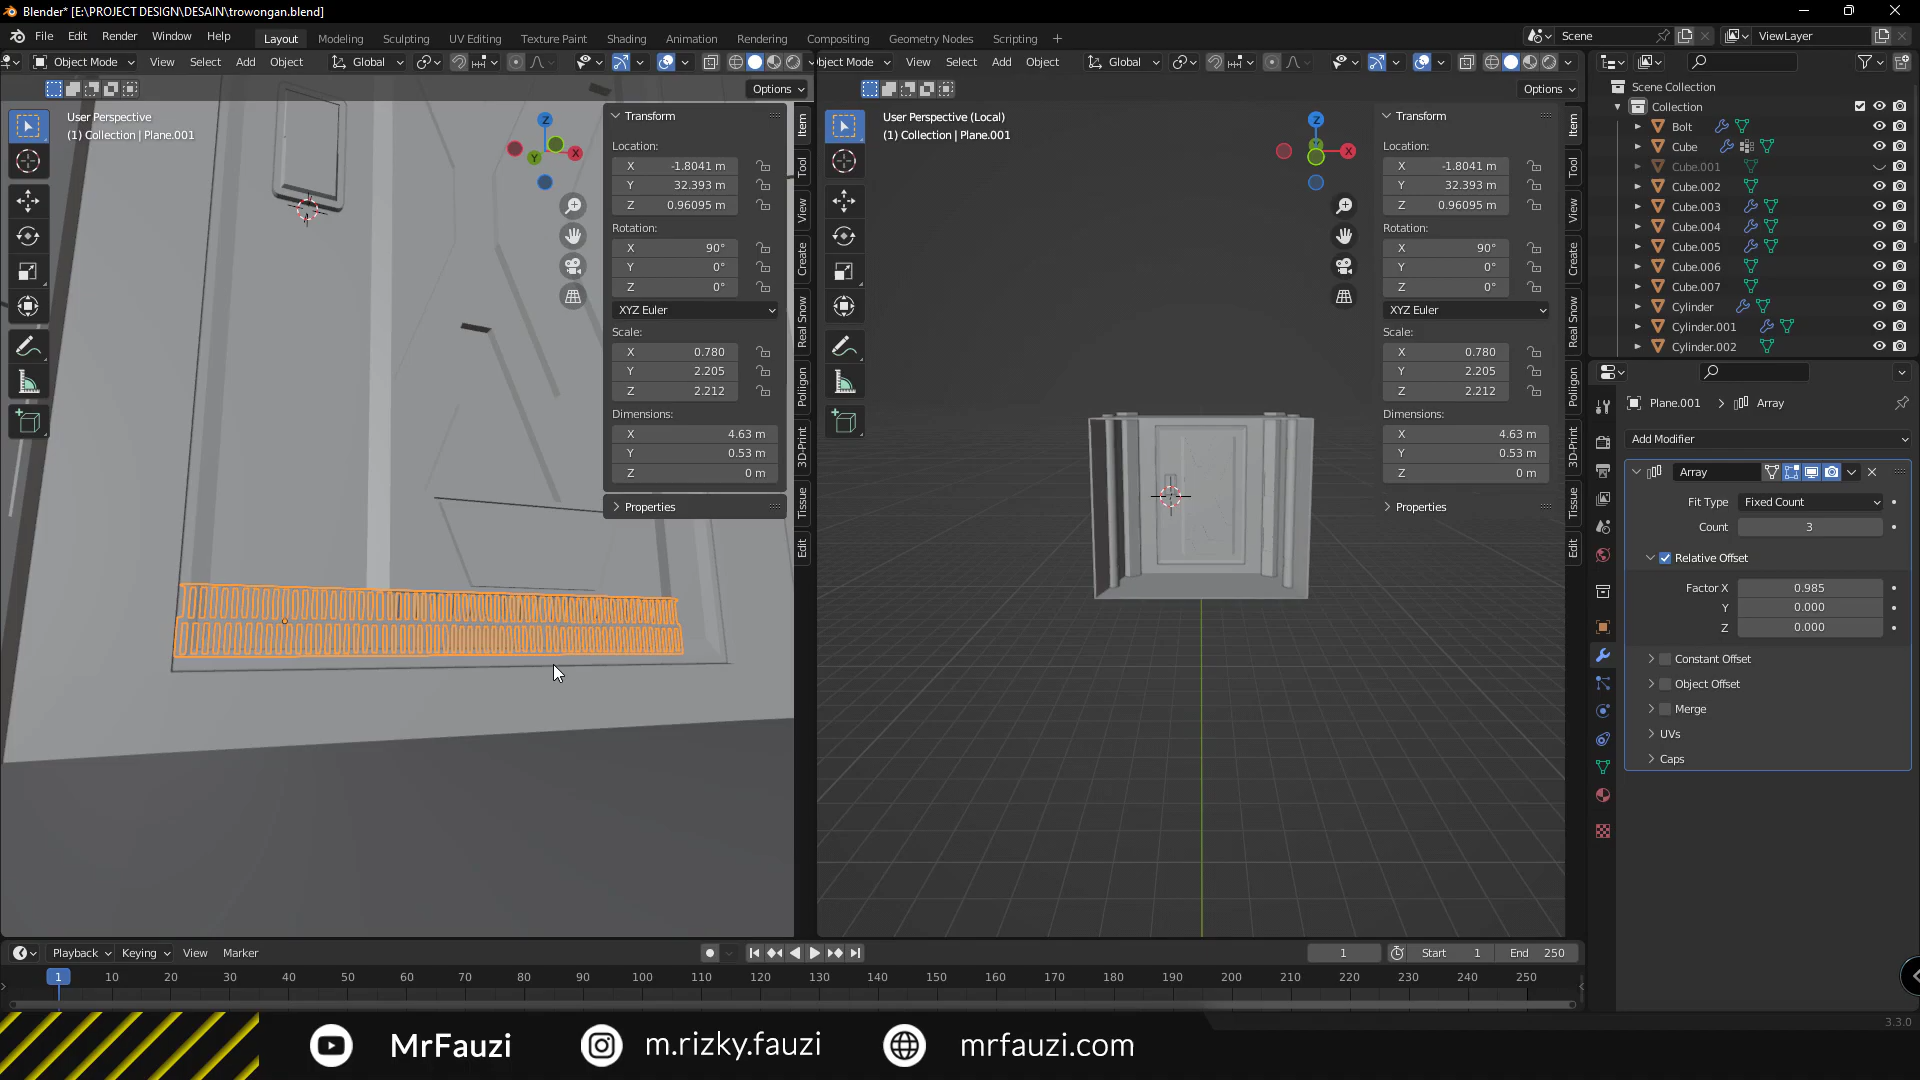 Blender* [E:\PROJECT DESIGN\DESAIN\trowongan.blend]
File Edit Render Window Help Layout Modeling Sculpting UV Editing Texture Paint Shading Animation Rendering Compositing Geometry Nodes Scripting + Scene ViewLayer
Object Mode View Select Add Object Global
bject Mode View Select Add Object Global
Options
Options
User Perspective
(1) Collection | Plane.001
Transform
Location:
X -1.8041 m
Y 32.393 m
Z 0.96095 m
Rotation:
X 90°
Y 0°
Z 0°
XYZ Euler
Scale:
X 0.780
Y 2.205
Z 2.212
Dimensions:
X 4.63 m
Y 0.53 m
Z 0 m
Properties
Item
Tool
View
Create
Real Snow
Poliigon
3D-Print
Tissue
Edit
Z
Y
X
User Perspective (Local)
(1) Collection | Plane.001
Z
X
Transform
Location:
X -1.8041 m
Y 32.393 m
Z 0.96095 m
Rotation:
X 90°
Y 0°
Z 0°
XYZ Euler
Scale:
X 0.780
Y 2.205
Z 2.212
Dimensions:
X 4.63 m
Y 0.53 m
Z 0 m
Properties
Item
Tool
View
Create
Real Snow
Poliigon
3D-Print
Tissue
Edit
Scene Collection
Collection
Bolt
Cube
Cube.001
Cube.002
Cube.003
Cube.004
Cube.005
Cube.006
Cube.007
Cylinder
Cylinder.001
Cylinder.002
Plane.001 Array
Add Modifier
Array
Fit Type Fixed Count
Count 3
Relative Offset
Factor X 0.985
Y 0.000
Z 0.000
Constant Offset
Object Offset
Merge
UVs
Caps
Playback Keying View Marker 1 Start 1 End 250
1 10 20 30 40 50 60 70 80 90 100 110 120 130 140 150 160 170 180 190 200 210 220 230 240 250
3.3.0
MrFauzi m.rizky.fauzi mrfauzi.com